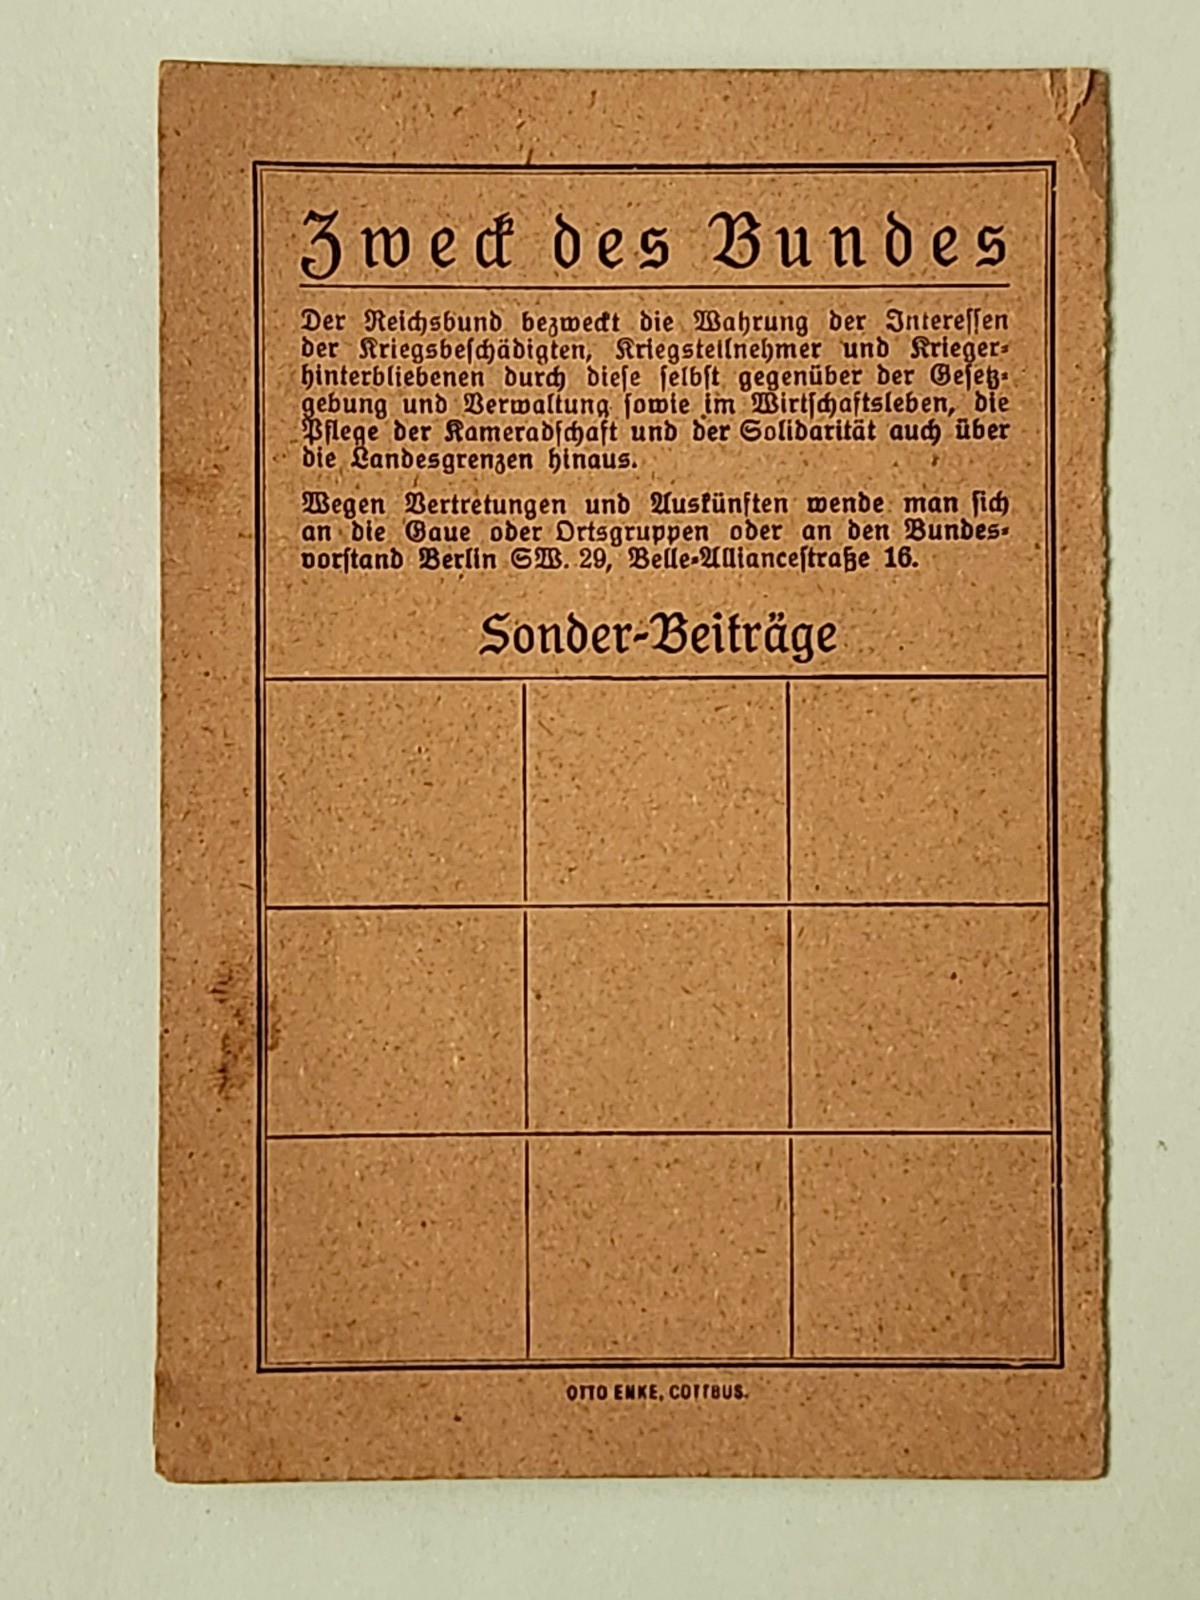 Zweck des Bundes
Der Reichsbund bezweckt die Wahrung der Interessen
der Kriegsbeschädigten, Kriegsteilnehmer und Krieger-
hinterbliebenen durch diese selbst gegenüber der Gesetz-
gebung und Verwaltung sowie im Wirtschaftsleben, die
Pflege der Kameradschaft und der Solidarität auch über
die Landesgrenzen hinaus.
Wegen Vertretungen und Auskünften wende man sich
an die Gaue oder Ortsgruppen oder an den Bundes-
vorstand Berlin SW. 29, Belle-Alliancestraße 16.
Sonder-Beiträge
OTTO ENKE, COTTBUS.